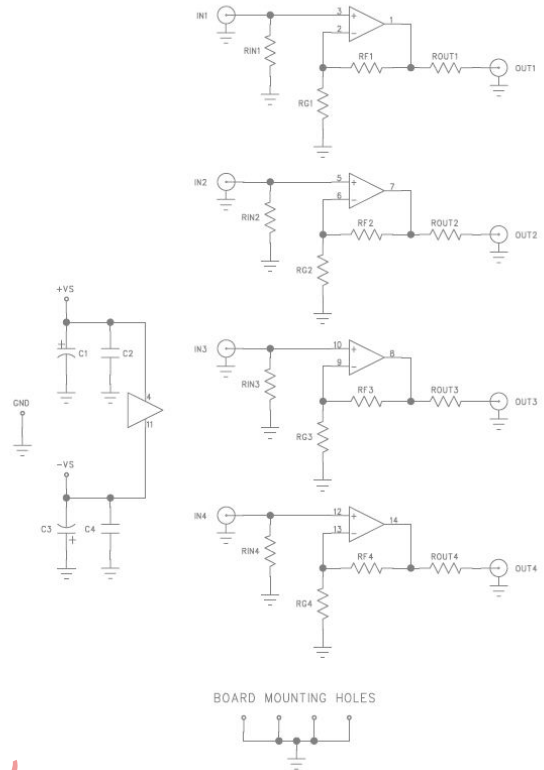 IN1
3
+
1
2
−
RIN1
RF1
ROUT1
OUT1
RG1
IN2
5
+
7
6
−
RIN2
RF2
ROUT2
OUT2
RG2
+VS
+
C1
C2
4
11
GND
−VS
C3
+
C4
IN3
10
+
8
9
−
RIN3
RF3
ROUT3
OUT3
RG3
IN4
12
+
14
13
−
RIN4
RF4
ROUT4
OUT4
RG4
BOARD MOUNTING HOLES